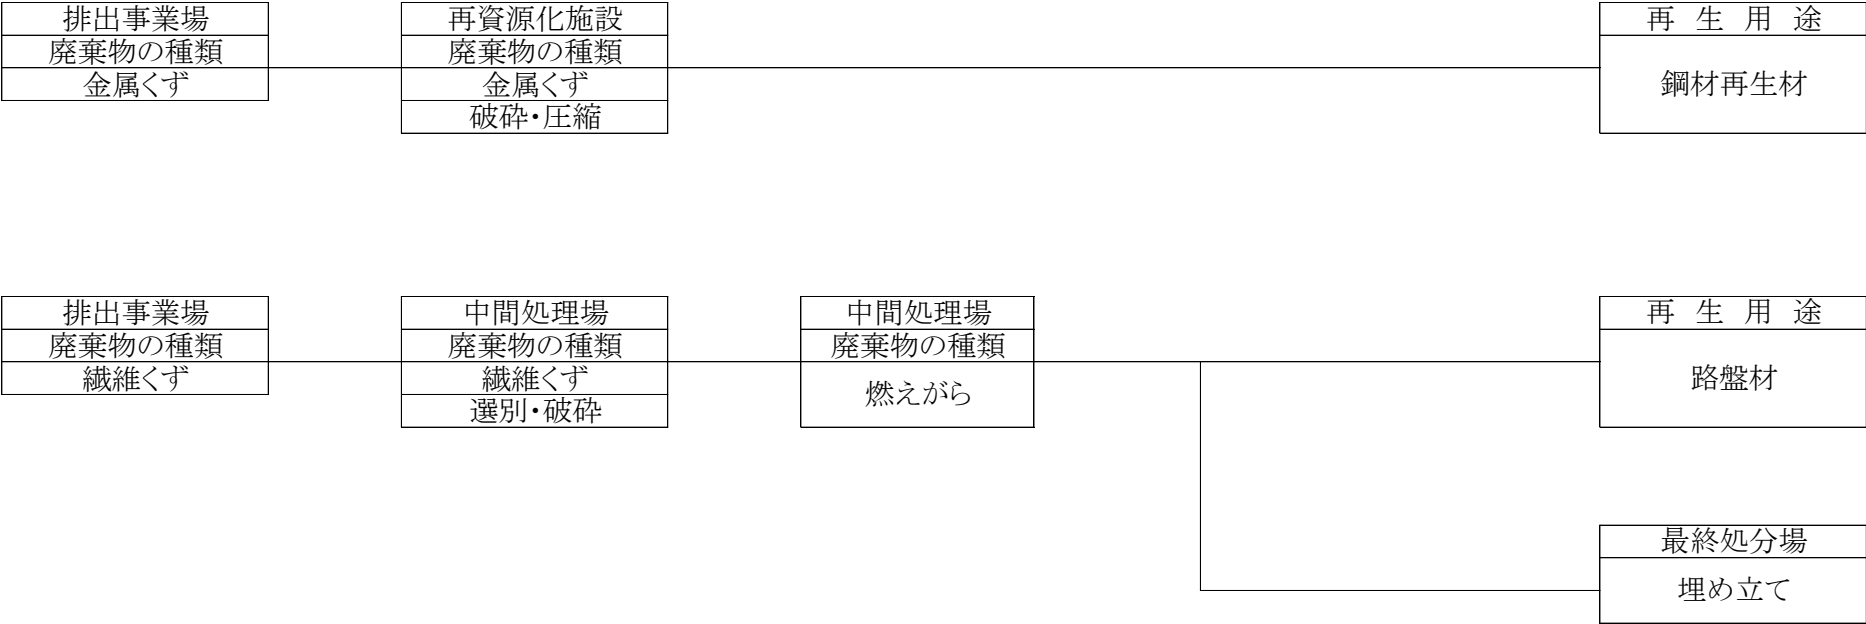 排出事業場
廃棄物の種類
金属くず
再資源化施設
廃棄物の種類
金属くず
破砕・圧縮
再 生 用 途
鋼材再生材
排出事業場
廃棄物の種類
繊維くず
中間処理場
廃棄物の種類
繊維くず
選別・破砕
中間処理場
廃棄物の種類
燃えがら
再 生 用 途
路盤材
最終処分場
埋め立て